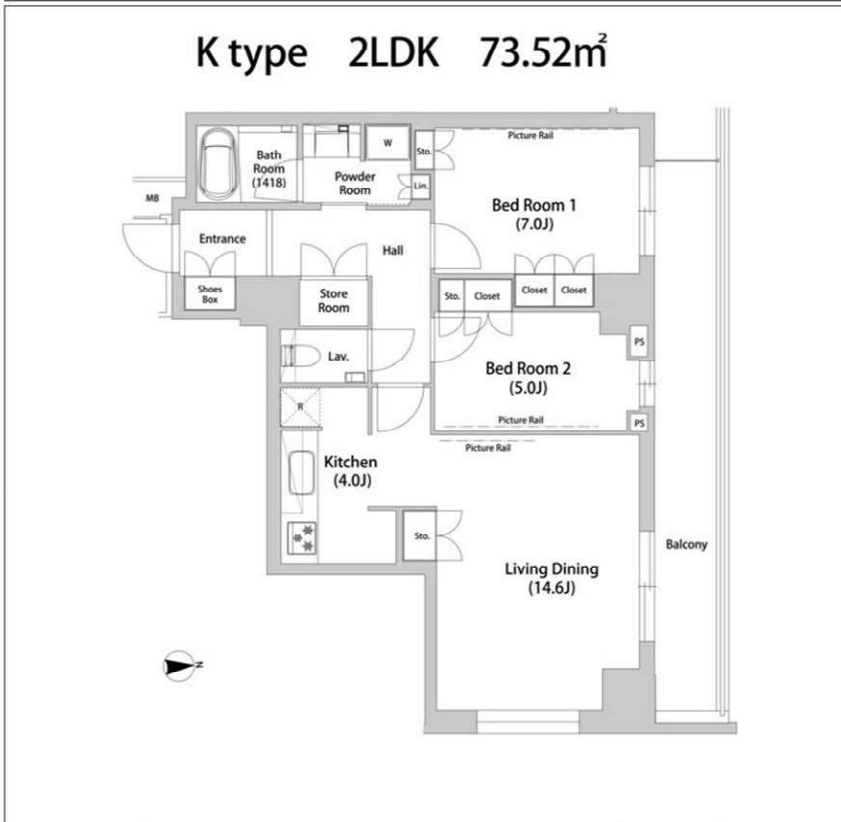 K type 2LDK 73.52㎡
Picture Rail
Bath
Room
(1418)
W
Sto.
Powder
Room
Lin.
MB
Bed Room 1
(7.0J)
Entrance
Hall
Shoes
Box
Store
Room
Sto.
Closet
Closet
Closet
Lav.
PS
Bed Room 2
(5.0J)
R
Picture Rail
PS
Picture Rail
Kitchen
(4.0J)
Sto.
Balcony
Living Dining
(14.6J)
N